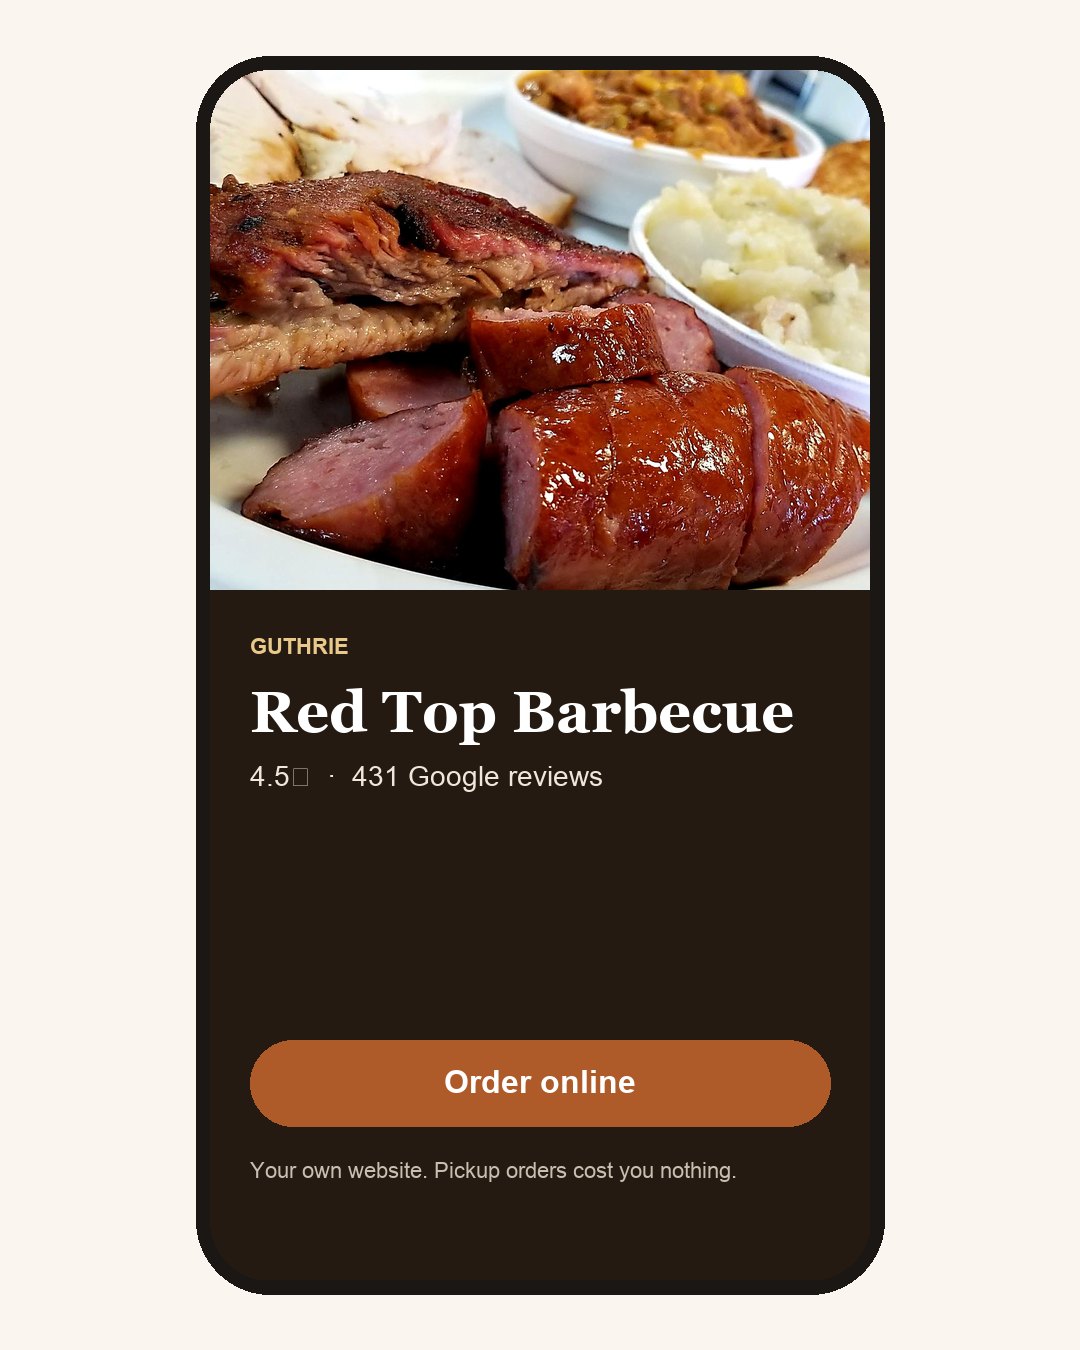 GUTHRIE
Red Top Barbecue
4.5□ · 431 Google reviews
Order online
Your own website. Pickup orders cost you nothing.